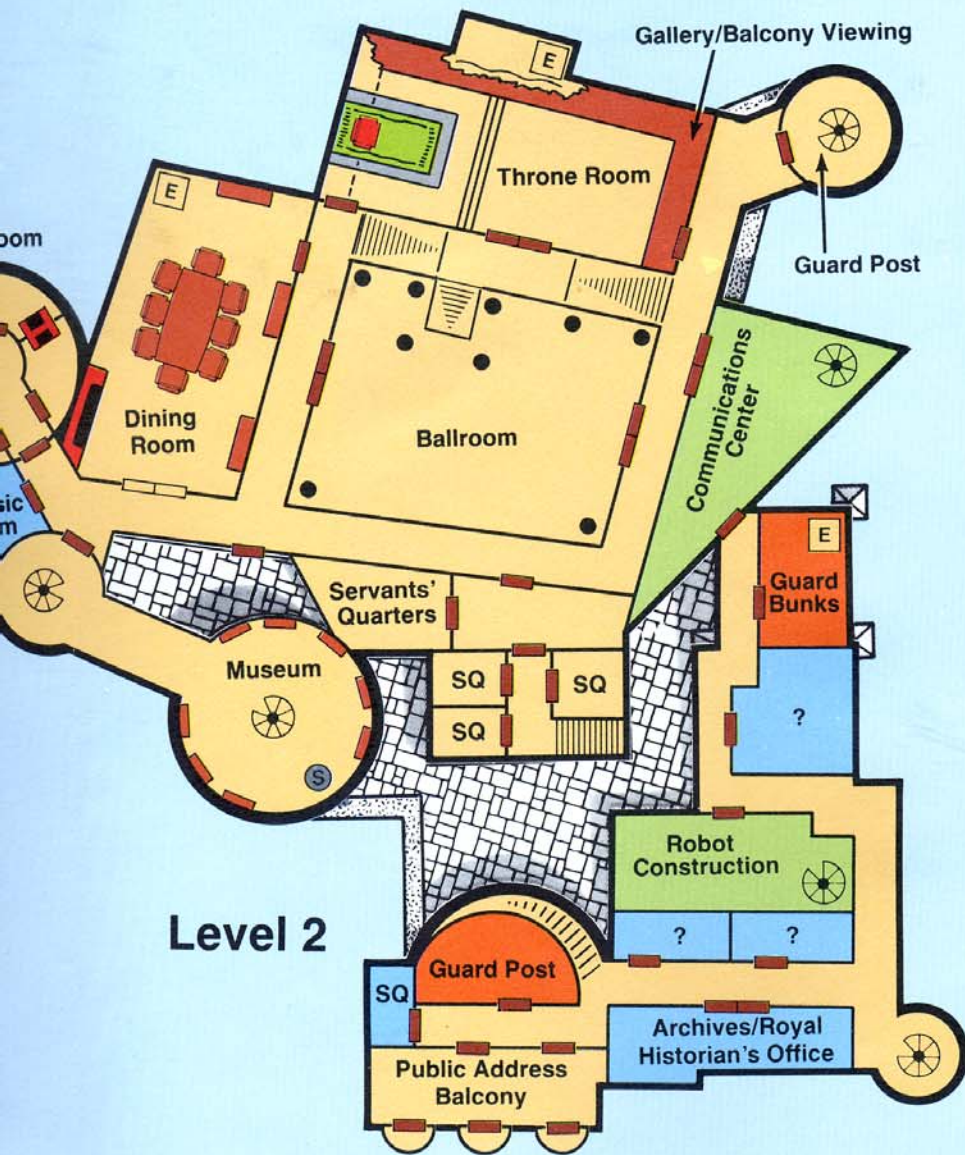 Gallery/Balcony Viewing
E
Throne Room
E
Guard Post
Dining
Room
Ballroom
Communications
Center
E
Guard
Bunks
Servants'
Quarters
Museum
SQ
SQ
SQ
?
S
Robot
Construction
?
?
Level 2
Guard Post
SQ
Archives/Royal
Historian's Office
Public Address
Balcony